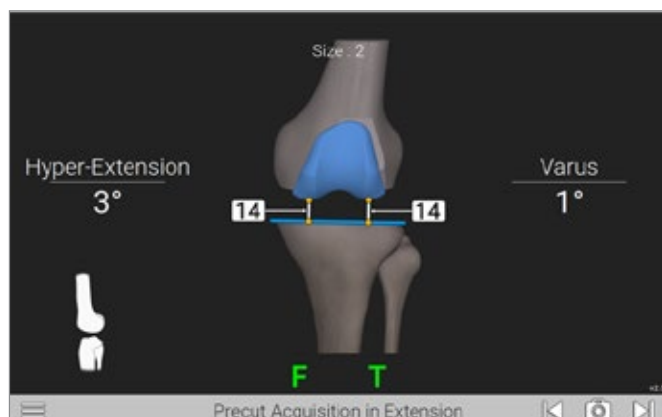 Size : 2
Hyper-Extension
3°
Varus
1°
14
14
F
T
Precut Acquisition in Extension